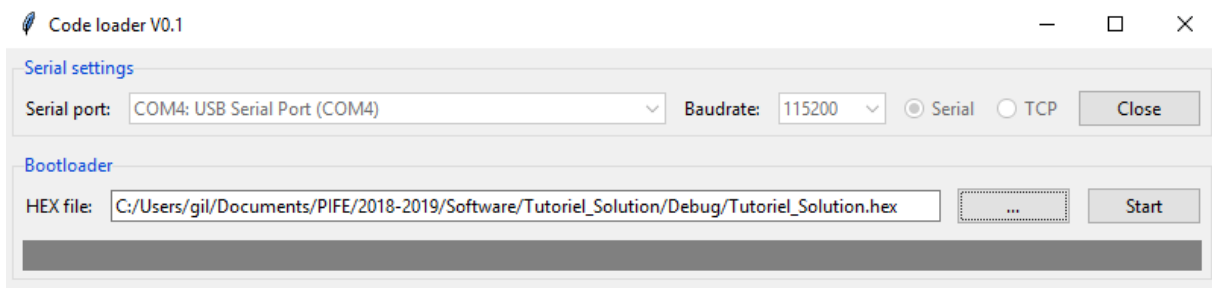 Code loader V0.1
Serial settings
Serial port: COM4: USB Serial Port (COM4) Baudrate: 115200 Serial TCP Close
Bootloader
HEX file: C:/Users/gil/Documents/PIFE/2018-2019/Software/Tutoriel_Solution/Debug/Tutoriel_Solution.hex ... Start